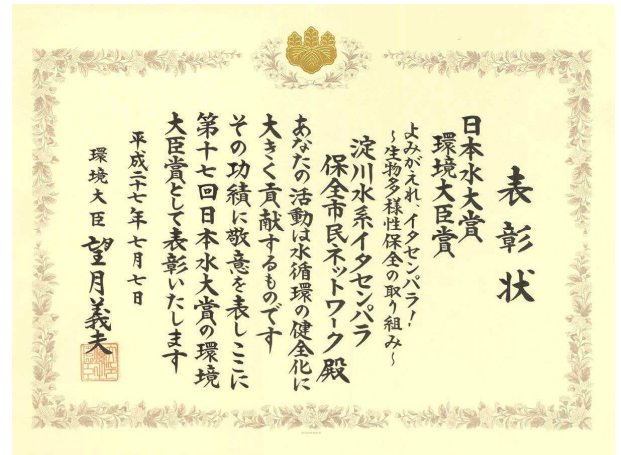 表彰状
日本水大賞
環境大臣賞
よみがえれ、イタセンパラ!
~生物多様性保全の取り組み~
淀川水系イタセンパラ
保全市民ネットワーク殿
あなたの活動は水循環の健全化に
大きく貢献するものです
その功績に敬意を表しここに
第十七回日本水大賞の環境
大臣賞として表彰いたします
平成二十七年七月七日
環境大臣 望月義夫